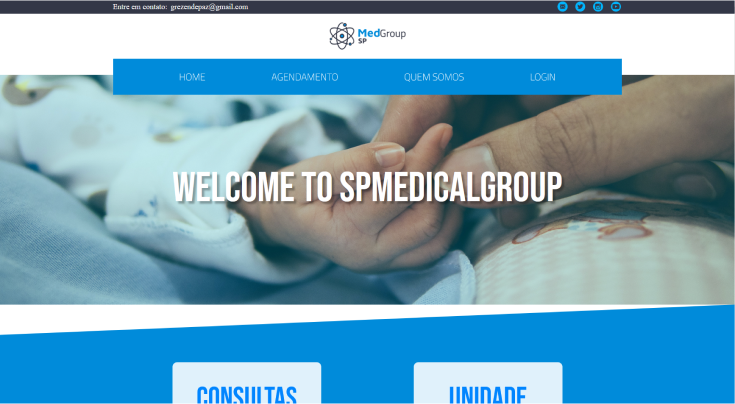 Entre em contato: grezendepaz@gmail.com
MedGroup
SP
HOME AGENDAMENTO QUEM SOMOS LOGIN
WELCOME TO SPMEDICALGROUP
CONSULTAS UNIDADE